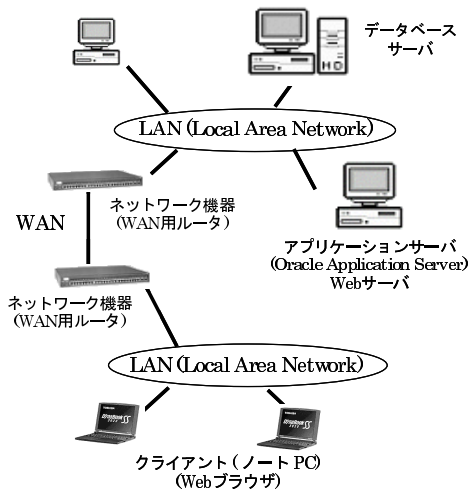 データベース
サーバ
LAN (Local Area Network)
ネットワーク機器
(WAN用ルータ)
WAN
アプリケーションサーバ
(Oracle Application Server)
Webサーバ
ネットワーク機器
(WAN用ルータ)
LAN (Local Area Network)
クライアント (ノート PC)
(Webブラウザ)